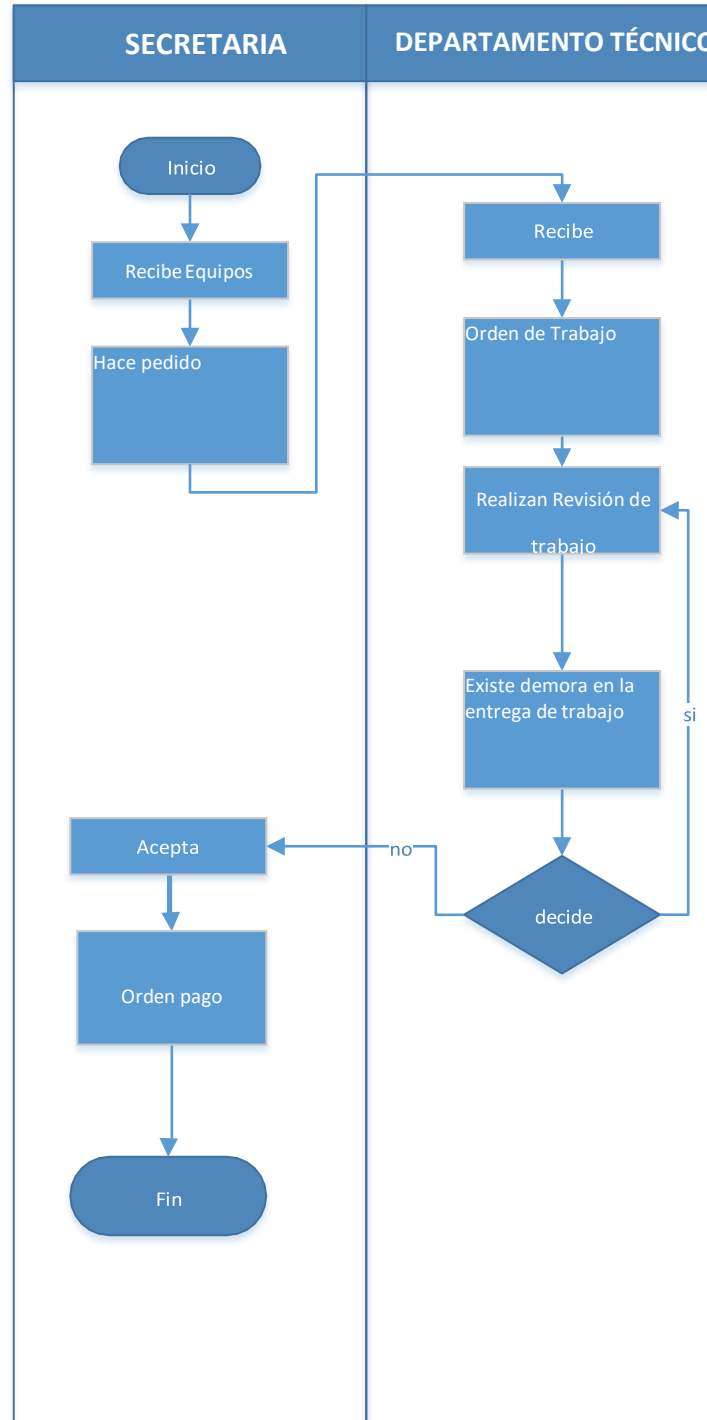 SECRETARIA
DEPARTAMENTO TÉCNICO
Inicio
Recibe Equipos
Hace pedido
Recibe
Orden de Trabajo
Realizan Revisión de
trabajo
Existe demora en la
entrega de trabajo
si
no
decide
Acepta
Orden pago
Fin